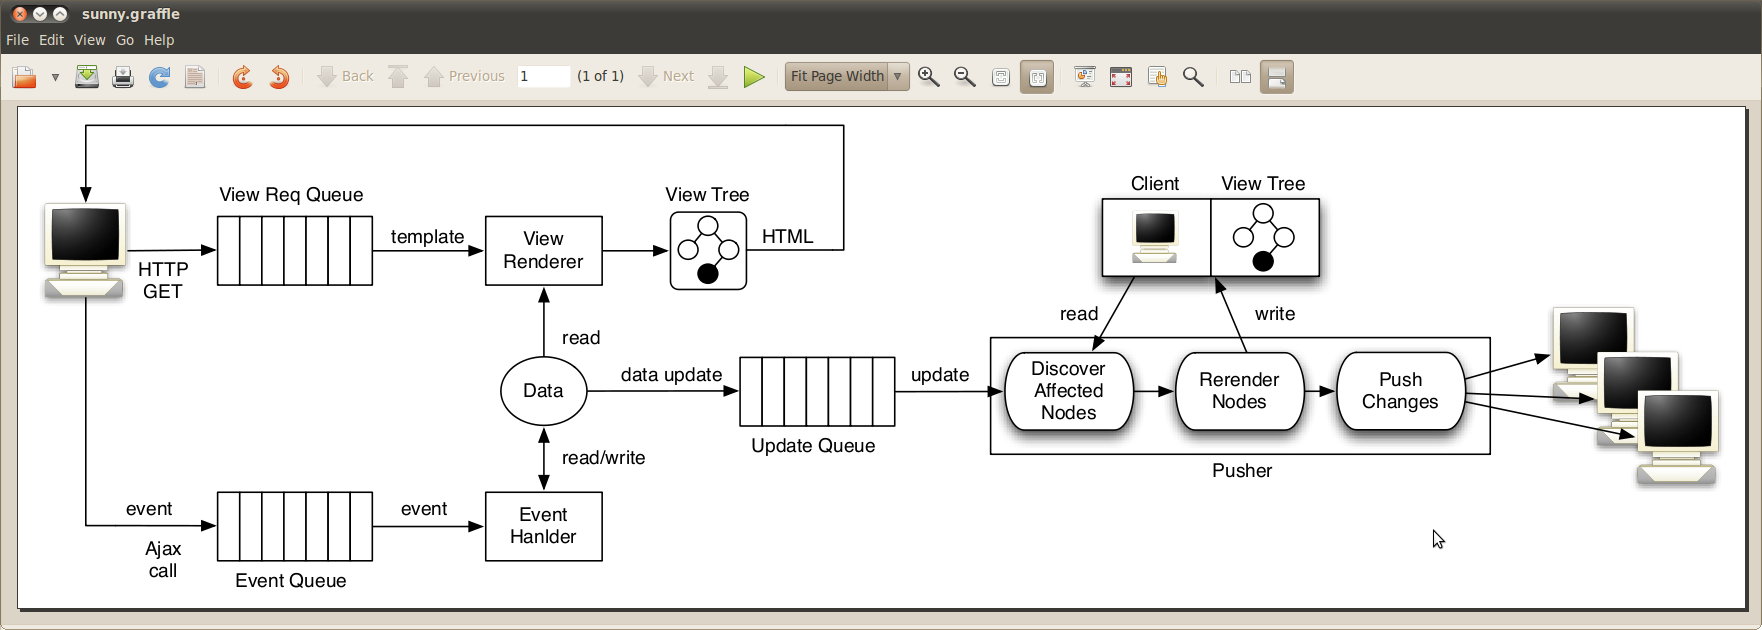 sunny.graffle
File Edit View Go Help
Back Previous 1 (1 of 1) Next Fit Page Width
View Req Queue
View Tree
Client View Tree
template
View
Renderer
HTML
HTTP
GET
read
read
write
Data
data update
update
Discover
Affected
Nodes
Rerender
Nodes
Push
Changes
Update Queue
read/write
Pusher
event
event
Event
Hanlder
Ajax
call
Event Queue